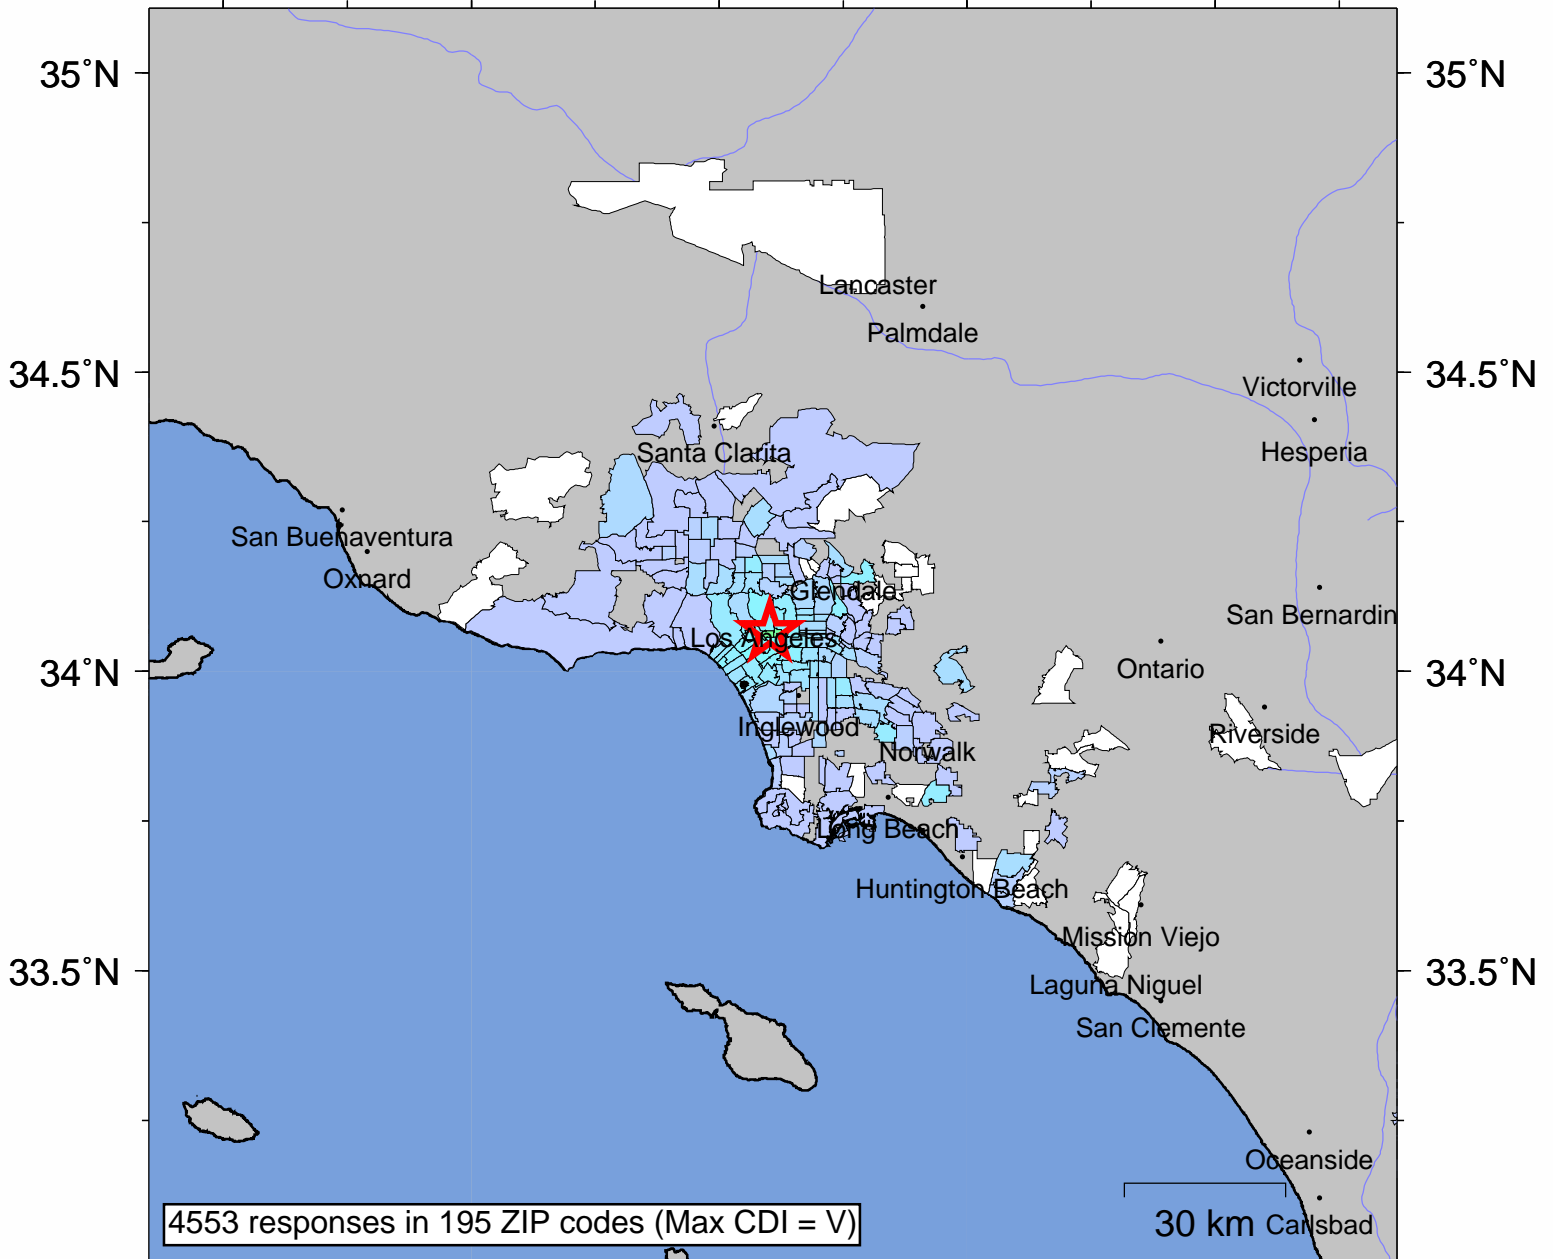 35°N 35°N
Lancaster
Palmdale
34.5°N 34.5°N
Victorville
Santa Clarita
Hesperia
San Buenaventura
Oxnard
Glendale
San Bernardin
Los Angeles
34°N 34°N
Ontario
Inglewood
Riverside
Norwalk
Long Beach
Huntington Beach
Mission Viejo
33.5°N 33.5°N
Laguna Niguel
San Clemente
Oceanside
4553 responses in 195 ZIP codes (Max CDI = V)
30 km
Carlsbad